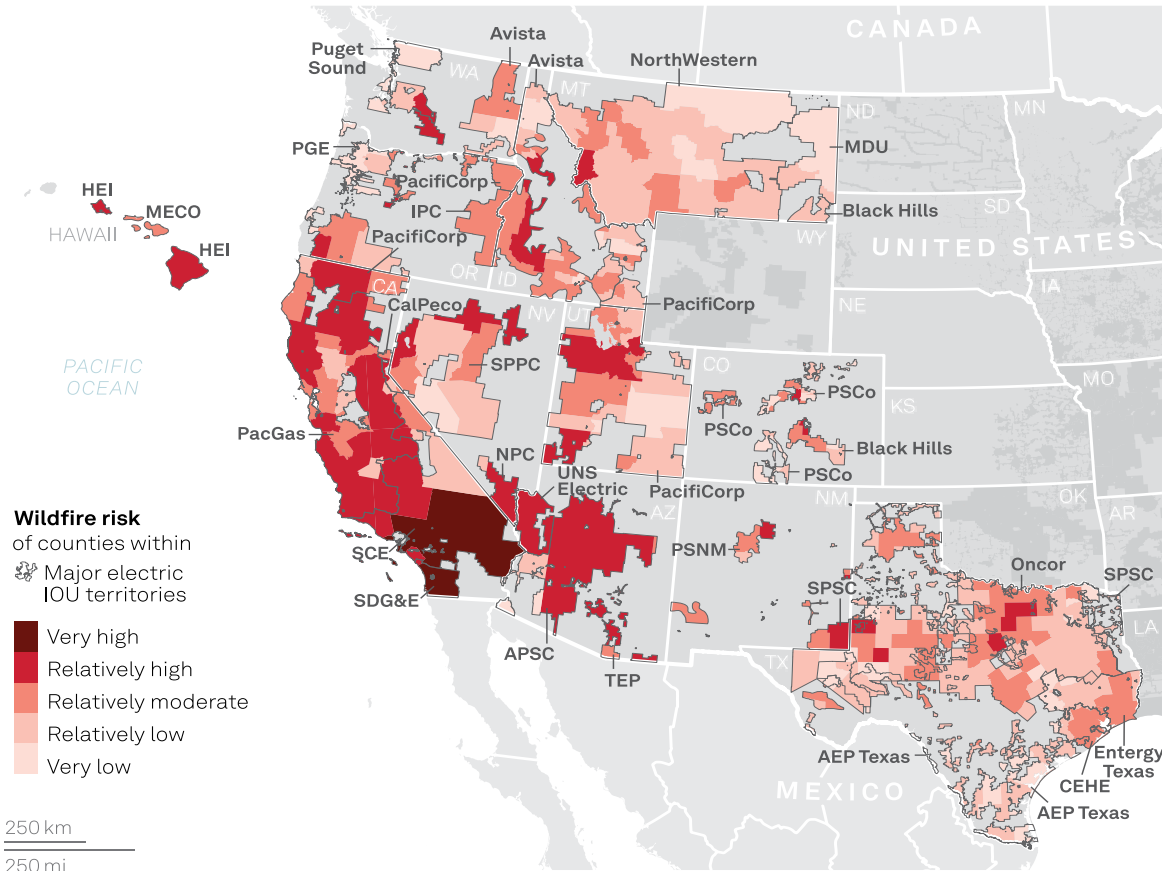 CANADA
Avista
Puget
Sound
Avista
NorthWestern
WA
MT
ND
MN
PGE
MDU
PacifiCorp
HEI
MECO
IPC
Black Hills
SD
HAWAII
PacifiCorp
WY
UNITED STATES
HEI
OR
ID
CA
IA
CalPeco
NV
UT
PacifiCorp
NE
PACIFIC
OCEAN
SPPC
CO
MO
PSCo
KS
PSCo
PacGas
Black Hills
NPC
UNS
Electric
PSCo
PacifiCorp
NM
OK
AZ
AR
Wildfire risk
of counties within
Major electric
IOU territories
SCE
PSNM
Oncor
SPSC
SPSC
SDG&E
LA
Very high
APSC
TX
Relatively high
TEP
Relatively moderate
Relatively low
AEP Texas
Entergy
Texas
Very low
CEHE
MEXICO
AEP Texas
250 km
250 mi